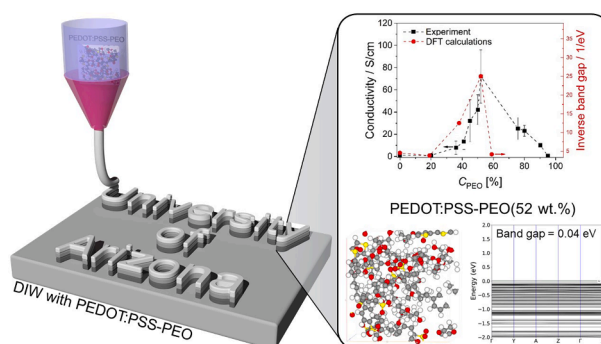 PEDOT:PSS-PEO
University
of
Arizona
DIW with PEDOT:PSS-PEO
Experiment
DFT calculations
Conductivity / S/cm
120
100
80
60
40
20
0
Inverse band gap / 1/eV
35
30
25
20
15
10
5
0 20 40 60 80 100
C_PEO [%]
PEDOT:PSS-PEO(52 wt.%)
Band gap = 0.04 eV
Energy (eV)
2.0
1.5
1.0
0.5
0.0
−0.5
−1.0
−1.5
−2.0
Γ Y A Z Γ